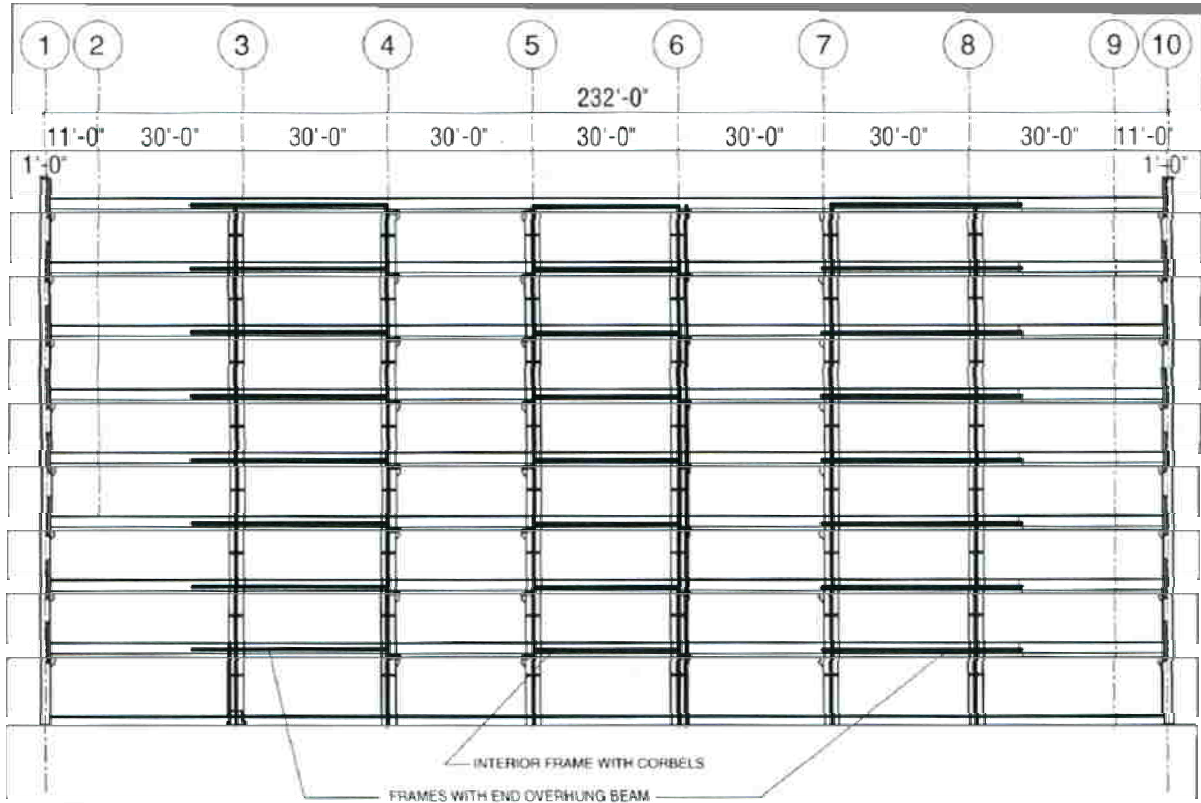 1 2 3 4 5 6 7 8 9 10
232'-0"
11'-0" 30'-0" 30'-0" 30'-0" 30'-0" 30'-0" 30'-0" 30'-0" 11'-0"
1'-0" 1'-0"
INTERIOR FRAME WITH CORBELS
FRAMES WITH END OVERHUNG BEAM